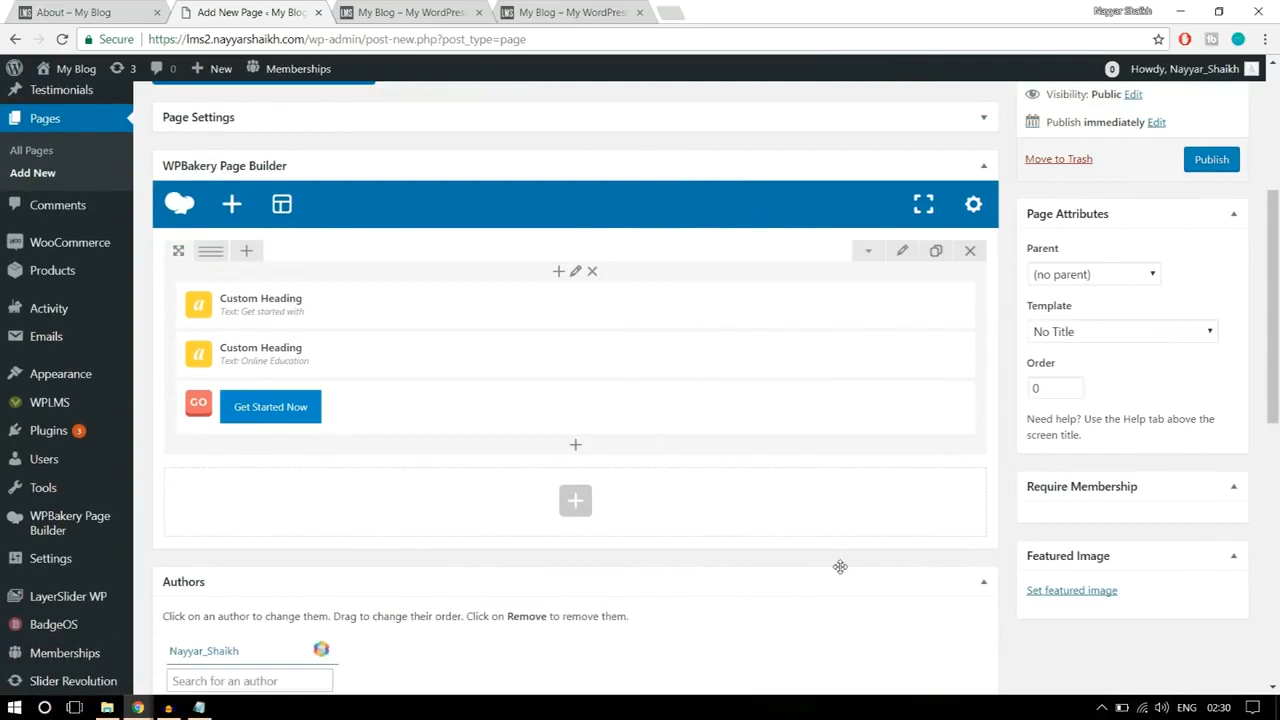 About – My Blog
Add New Page ‹ My Blog
My Blog – My WordPress
My Blog – My WordPress
Nayyar Shaikh
Secure
https://lms2.nayyarshaikh.com/wp-admin/post-new.php?post_type=page
My Blog
3
0
New
Memberships
0
Howdy, Nayyar_Shaikh
Testimonials
Pages
All Pages
Add New
Comments
WooCommerce
Products
Activity
Emails
Appearance
WPLMS
Plugins 3
Users
Tools
WPBakery Page
Builder
Settings
LayerSlider WP
BadgeOS
Memberships
Slider Revolution
Page Settings
WPBakery Page Builder
a
Custom Heading
Text: Get started with
a
Custom Heading
Text: Online Education
GO
Get Started Now
Authors
Click on an author to change them. Drag to change their order. Click on Remove to remove them.
Nayyar_Shaikh
Search for an author
Visibility: Public Edit
Publish immediately Edit
Move to Trash
Publish
Page Attributes
Parent
(no parent)
Template
No Title
Order
0
Need help? Use the Help tab above the
screen title.
Require Membership
Featured Image
Set featured image
ENG
02:30